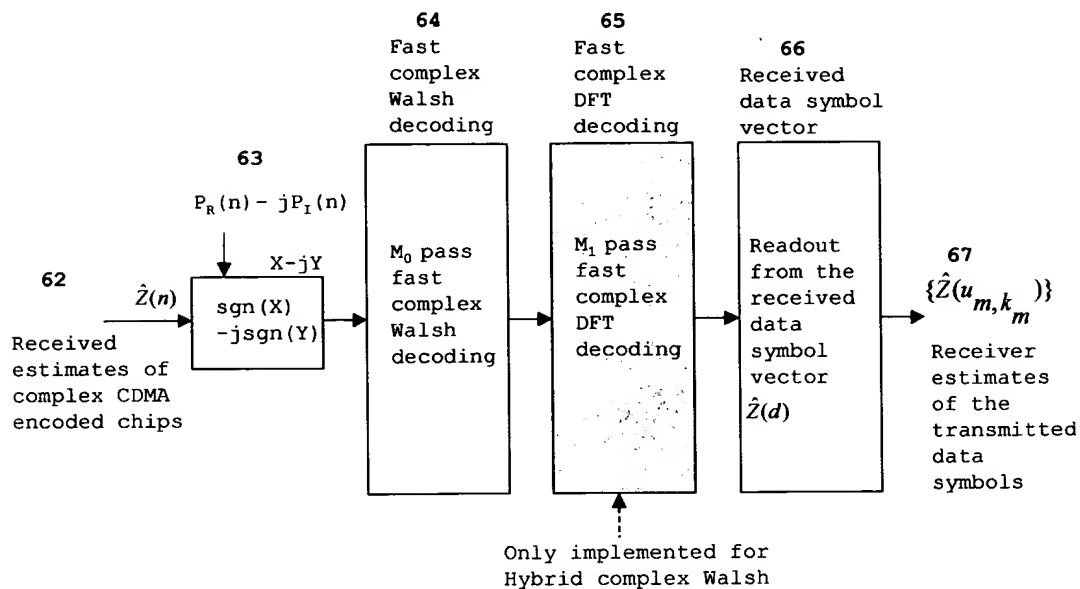 64
Fast
complex
Walsh
decoding
65
Fast
complex
DFT
decoding
66
Received
data symbol
vector
63
P_R(n) - jP_I(n)
X-jY
62
Ẑ(n)
sgn(X)
-jsgn(Y)
Received
estimates of
complex CDMA
encoded chips
M₀ pass
fast
complex
Walsh
decoding
M₁ pass
fast
complex
DFT
decoding
Readout
from the
received
data
symbol
vector
Ẑ(d)
67
{Ẑ(u_{m,k_m})}
Receiver
estimates
of the
transmitted
data
symbols
Only implemented for
Hybrid complex Walsh